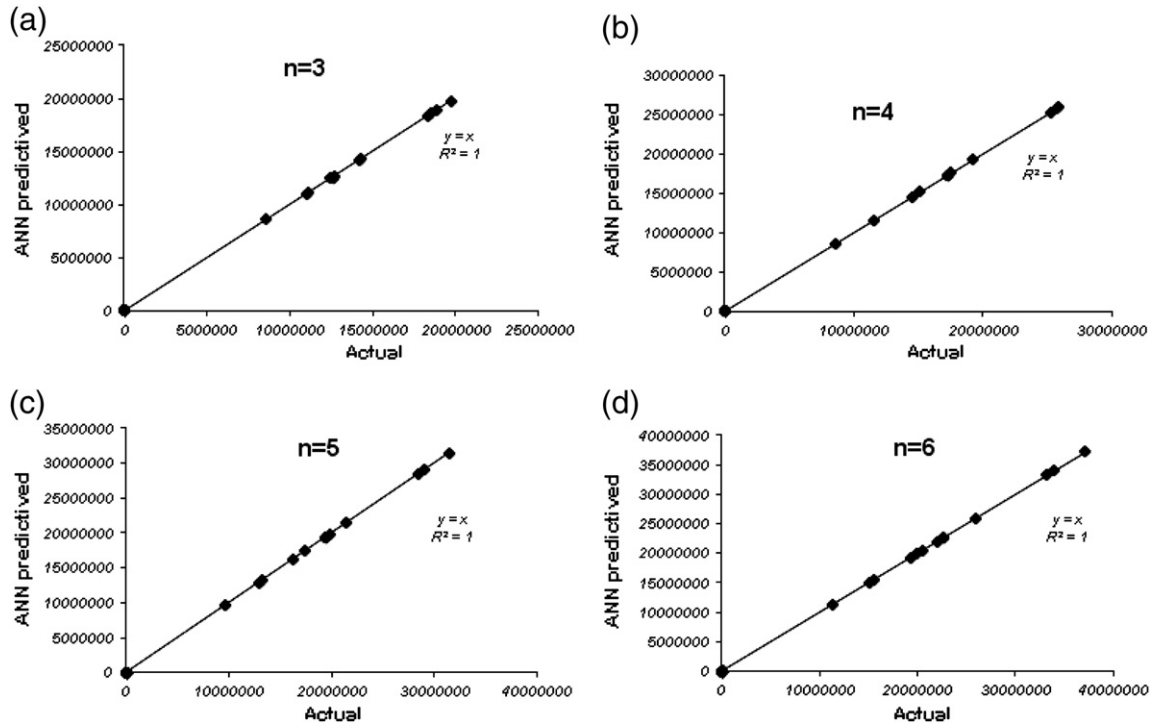 (a)
n=3
ANN predictived
25000000
20000000
15000000
10000000
5000000
0
y = x
R² = 1
0 5000000 10000000 15000000 20000000 25000000
Actual
(b)
n=4
ANN predictived
30000000
25000000
20000000
15000000
10000000
5000000
0
y = x
R² = 1
0 10000000 20000000 30000000
Actual
(c)
n=5
ANN predictived
35000000
30000000
25000000
20000000
15000000
10000000
5000000
0
y = x
R² = 1
0 10000000 20000000 30000000 40000000
Actual
(d)
n=6
ANN predictived
40000000
35000000
30000000
25000000
20000000
15000000
10000000
5000000
0
y = x
R² = 1
0 10000000 20000000 30000000 40000000
Actual